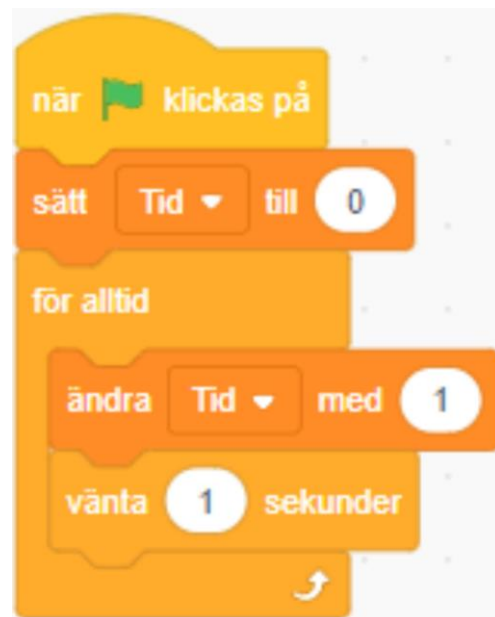 när klickas på
sätt Tid till 0
för alltid
ändra Tid med 1
vänta 1 sekunder